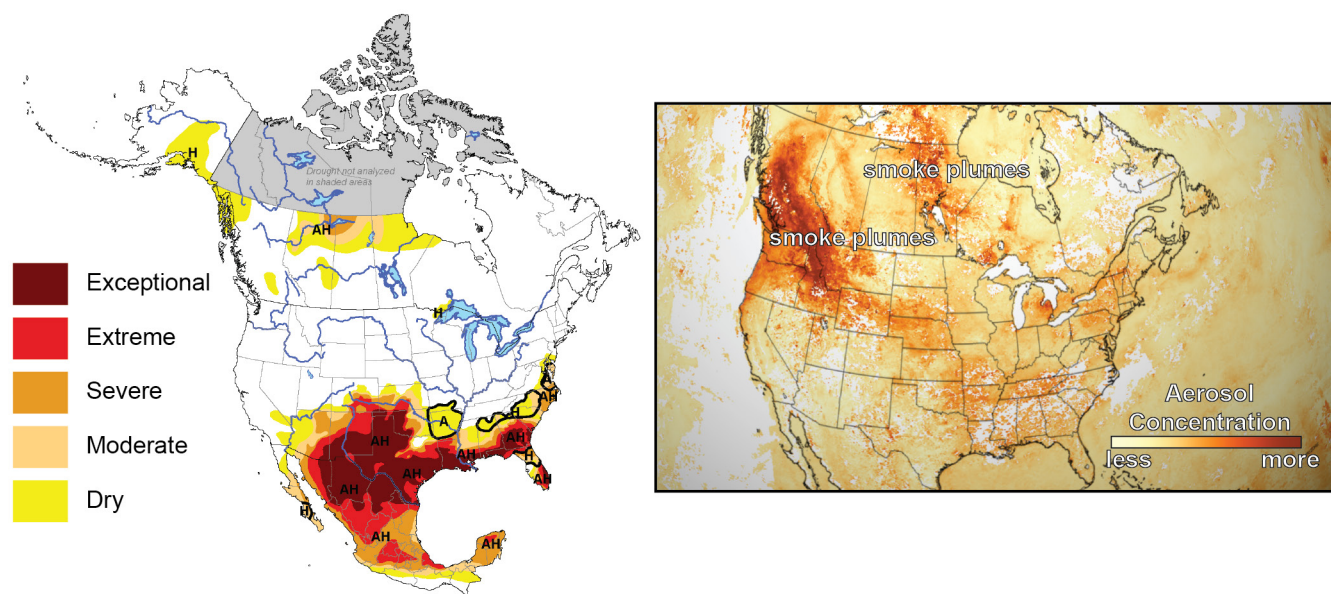 Exceptional
Extreme
Severe
Moderate
Dry
H
Drought not analyzed
in shaded areas
AH
H
A
H
AH
A
AH
AH
AH
AH
AH
H
AH
AH
H
AH
AH
smoke plumes
smoke plumes
Aerosol
Concentration
less
more